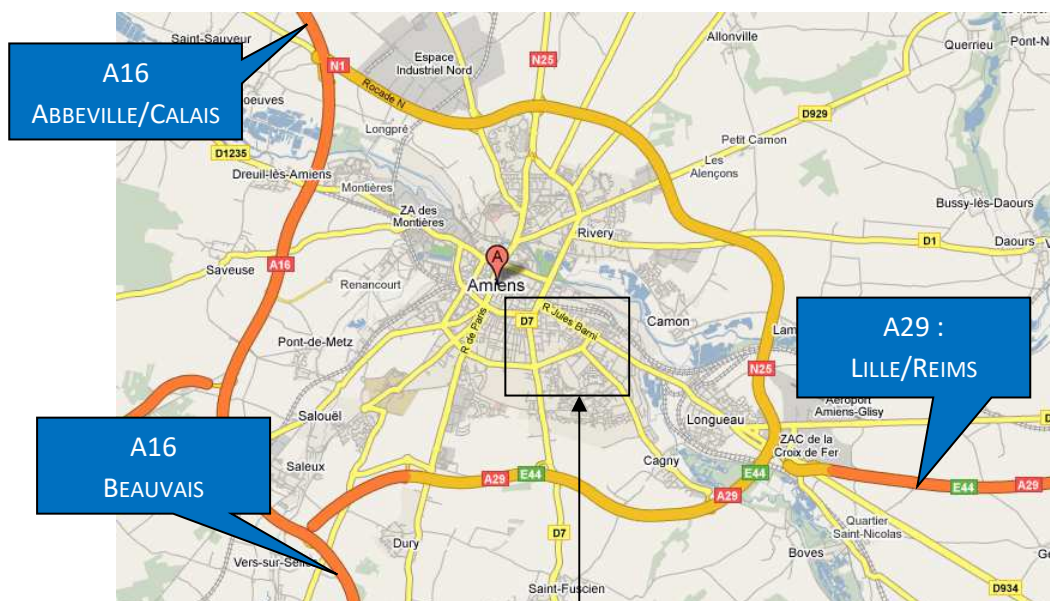 A16
ABBEVILLE/CALAIS
Saint-Sauveur
N1
Rocade N
Espace
Industriel Nord
N25
Allonville
Querrieu
Longpré
D929
Petit Camon
D1235
Dreuil-lès-Amiens
Montières
Les
Alençons
ZA des
Montières
Rivery
Bussy-lès-Daours
D1
Daours
A16
Saveuse
Renancourt
A
Amiens
R Jules Barni
D7
R de Paris
Camon
Pont-de-Metz
N25
A29 :
LILLE/REIMS
Aéroport
Amiens-Glisy
Salouël
Longueau
ZAC de la
Croix de Fer
A16
BEAUVAIS
Saleux
Cagny
A29
E44
E44
A29
E44
A29
D7
Quartier
Saint-Nicolas
Dury
Boves
Vers-sur-Selle
Saint-Fuscien
D934